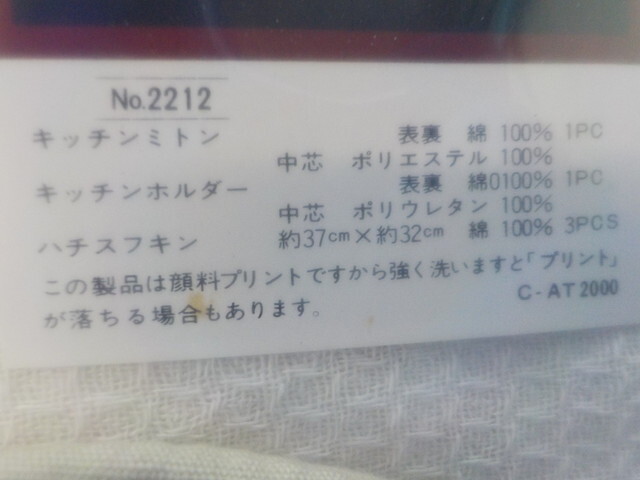 No.2212
キッチンミトン 表裏 綿 100% 1PC
中芯 ポリエステル 100%
キッチンホルダー 表裏 綿0100% 1PC
中芯 ポリウレタン 100%
ハチスフキン 約37cm×約32cm 綿 100% 3PCS
この製品は顔料プリントですから強く洗いますと「プリント」
が落ちる場合もあります。 C-AT2000